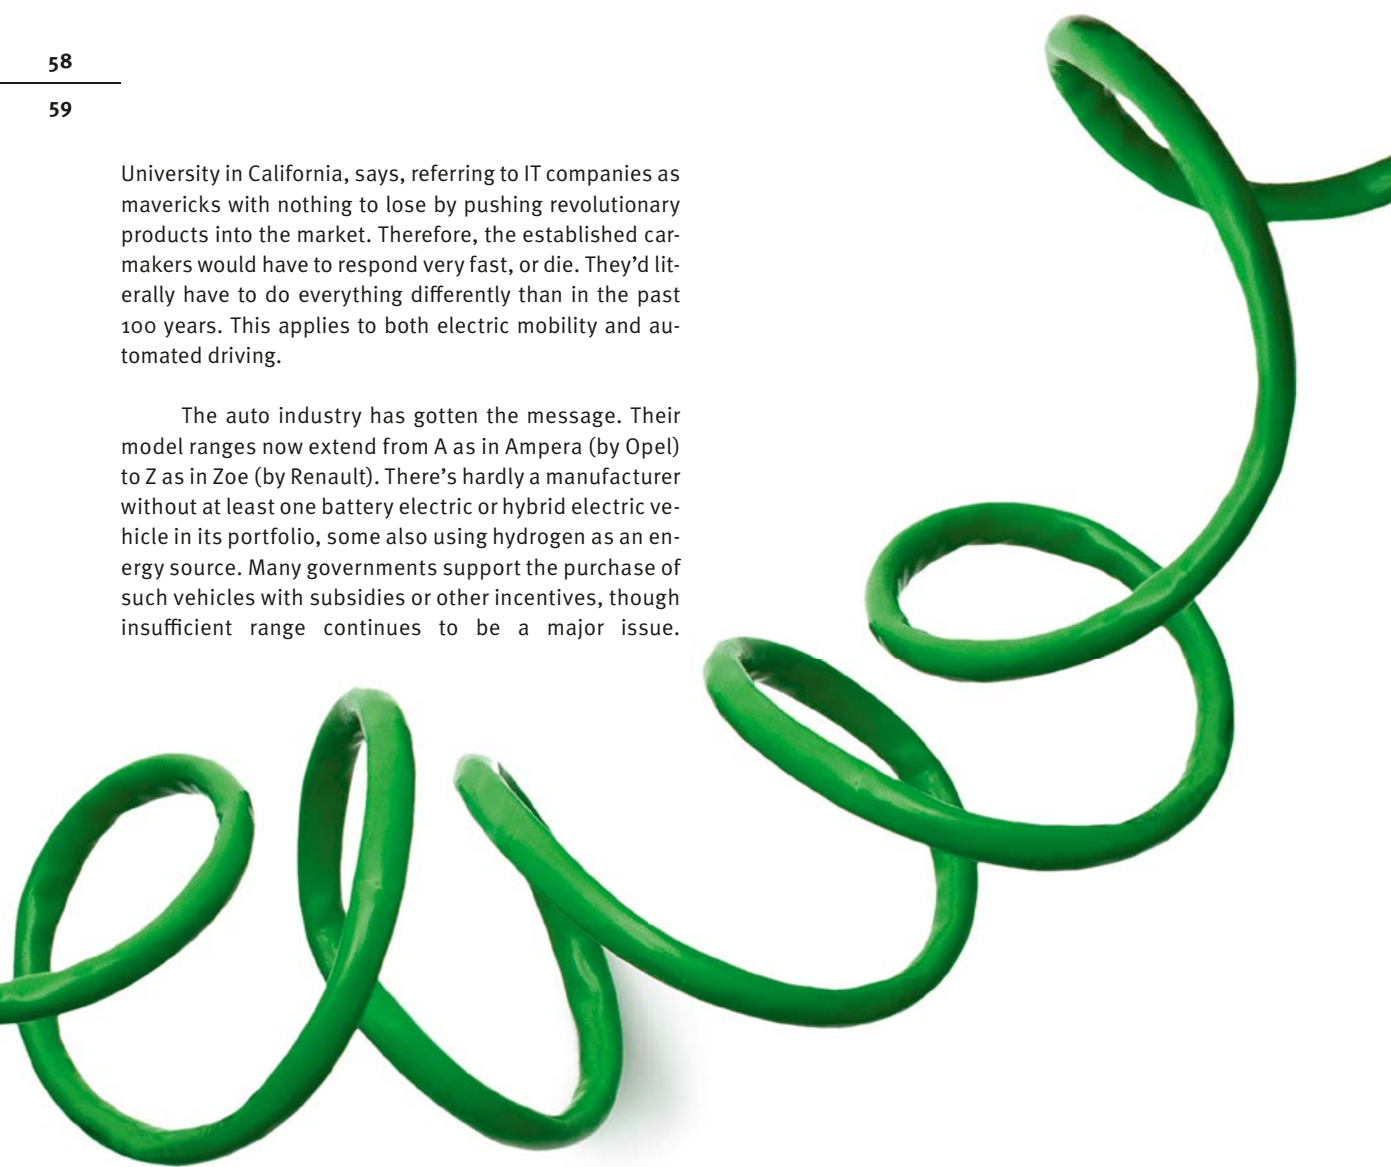 58
59
University in California, says, referring to IT companies as
mavericks with nothing to lose by pushing revolutionary
products into the market. Therefore, the established car-
makers would have to respond very fast, or die. They’d lit-
erally have to do everything differently than in the past
100 years. This applies to both electric mobility and au-
tomated driving.
The auto industry has gotten the message. Their
model ranges now extend from A as in Ampera (by Opel)
to Z as in Zoe (by Renault). There’s hardly a manufacturer
without at least one battery electric or hybrid electric ve-
hicle in its portfolio, some also using hydrogen as an en-
ergy source. Many governments support the purchase of
such vehicles with subsidies or other incentives, though
insufficient range continues to be a major issue.